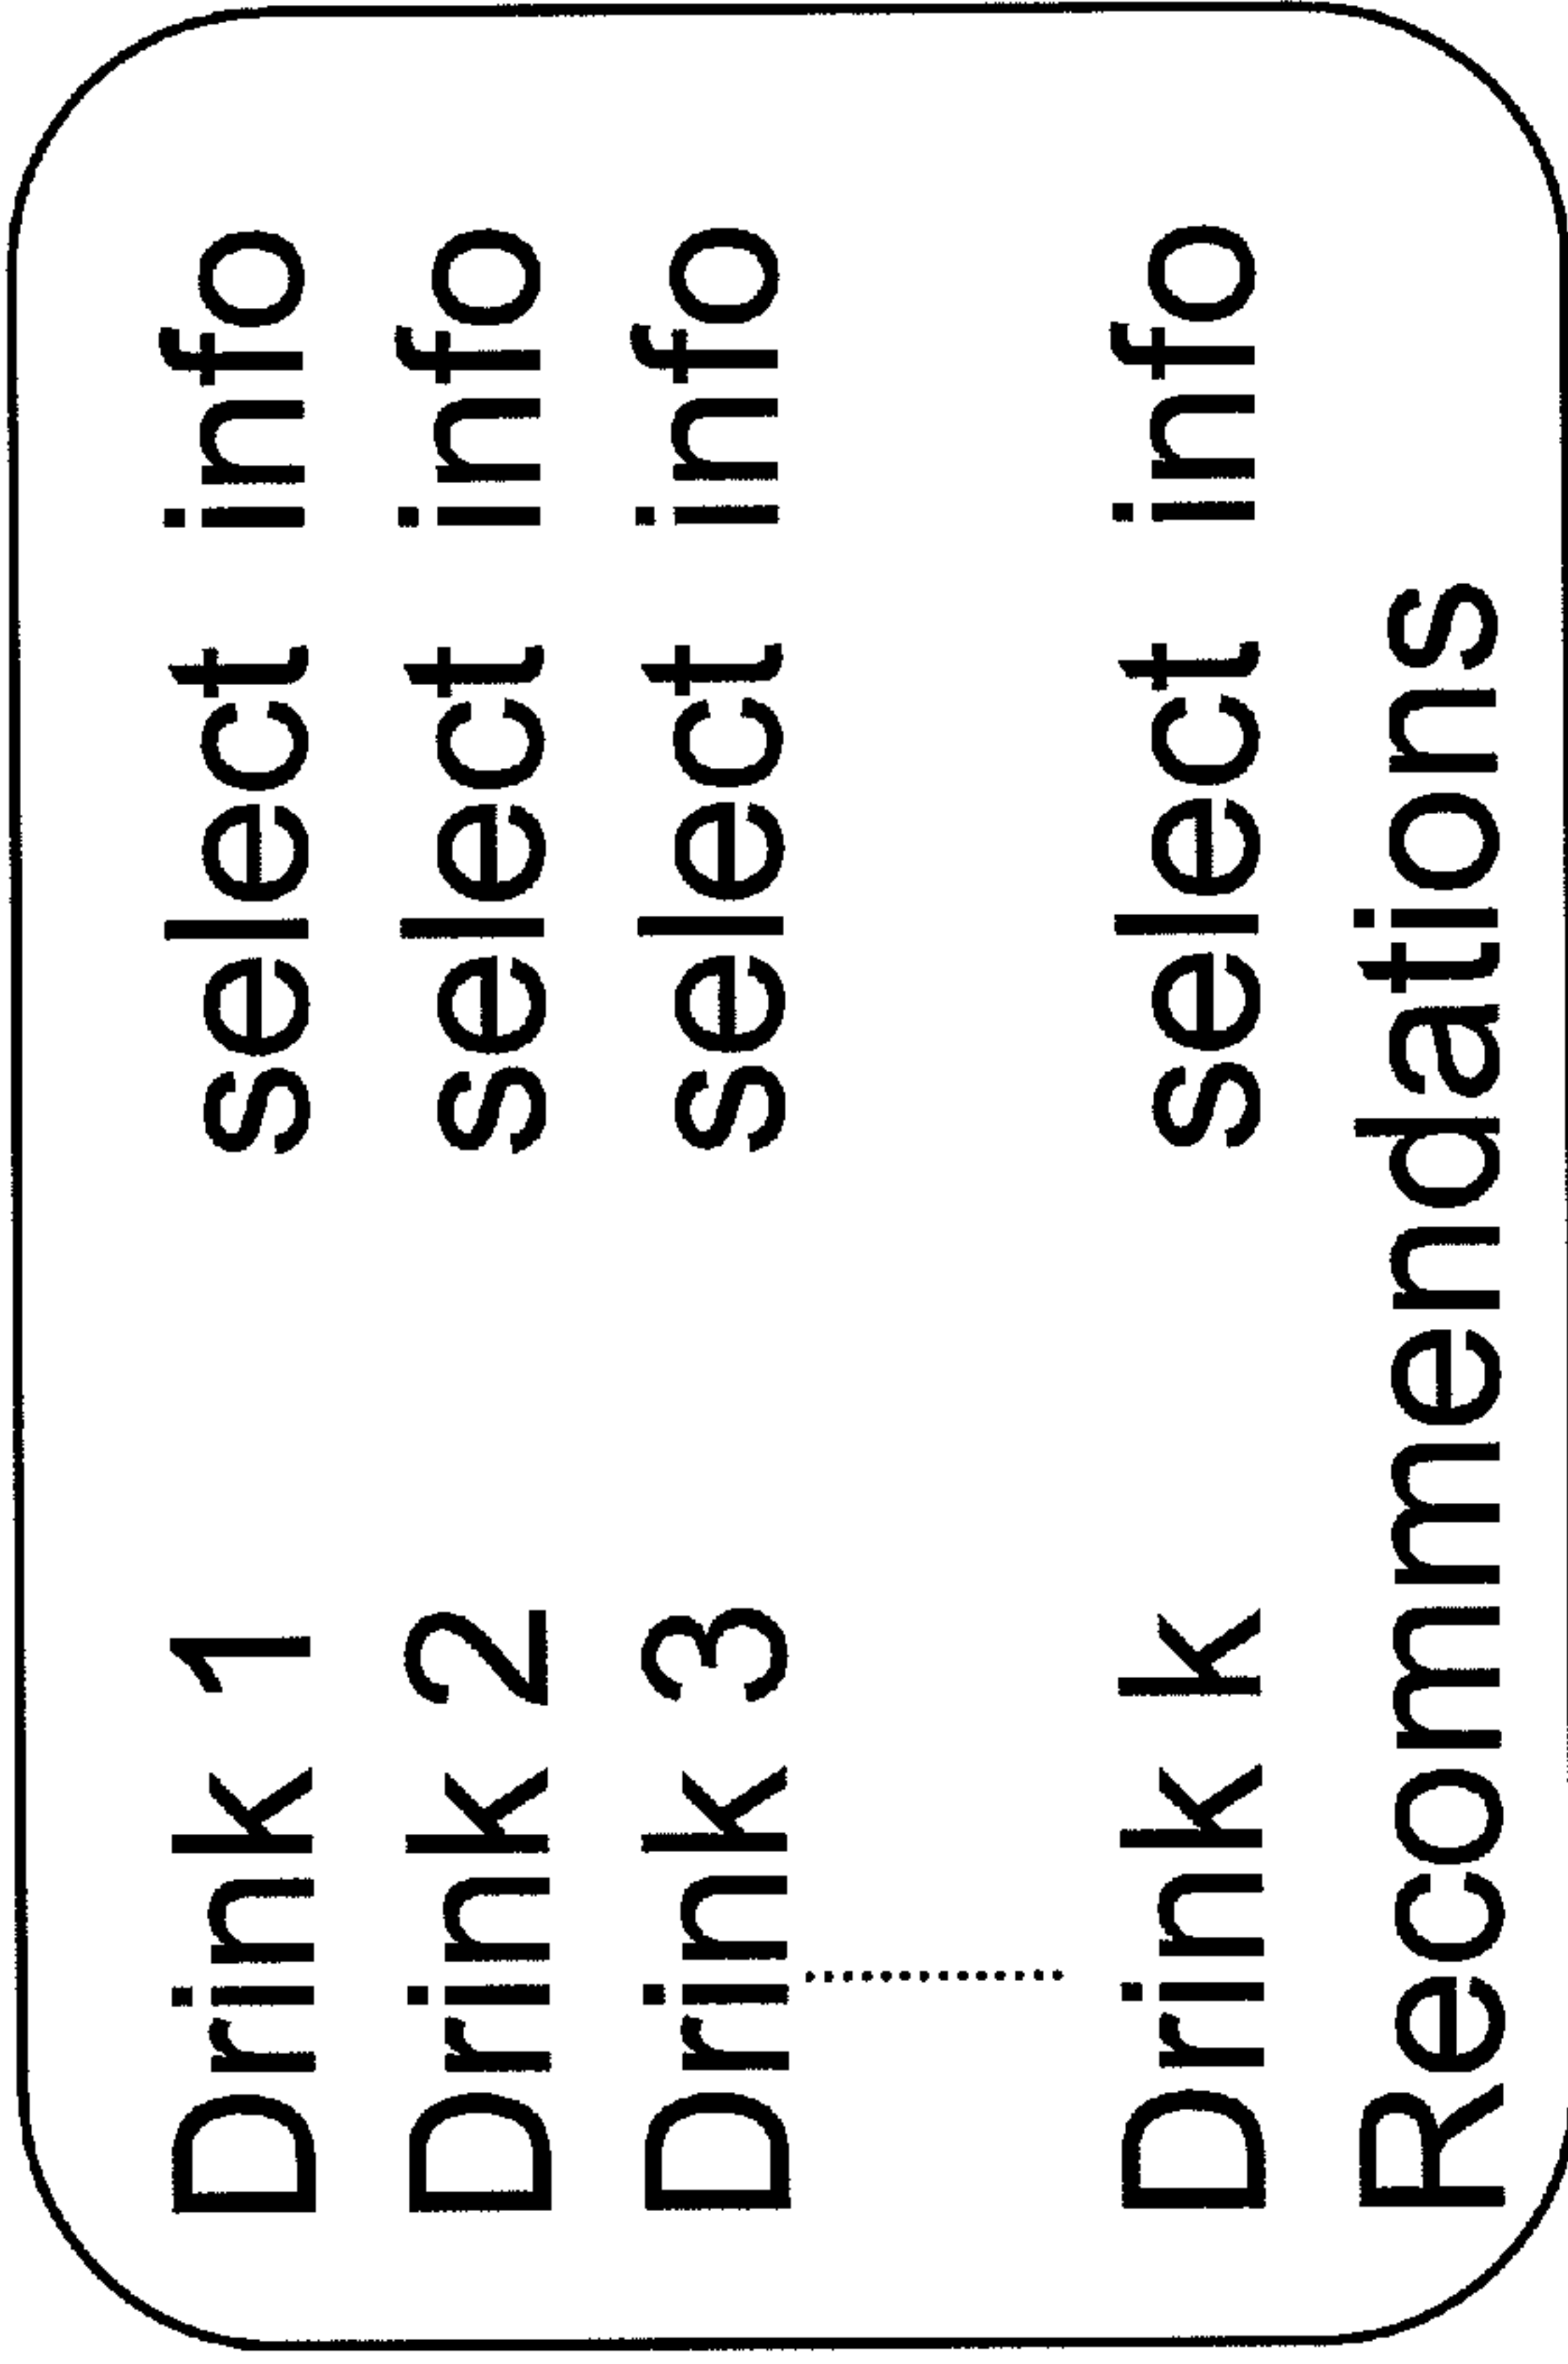 Drink 1 select info
Drink 2 select info
Drink 3 select info
Drink k select info
Recommendations